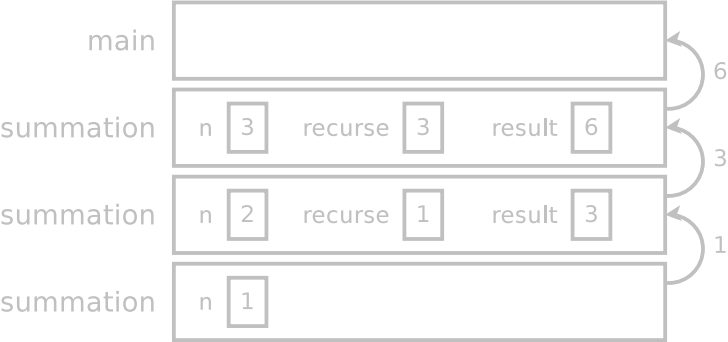 main
6
summation n 3 recurse 3 result 6
3
summation n 2 recurse 1 result 3
1
summation n 1